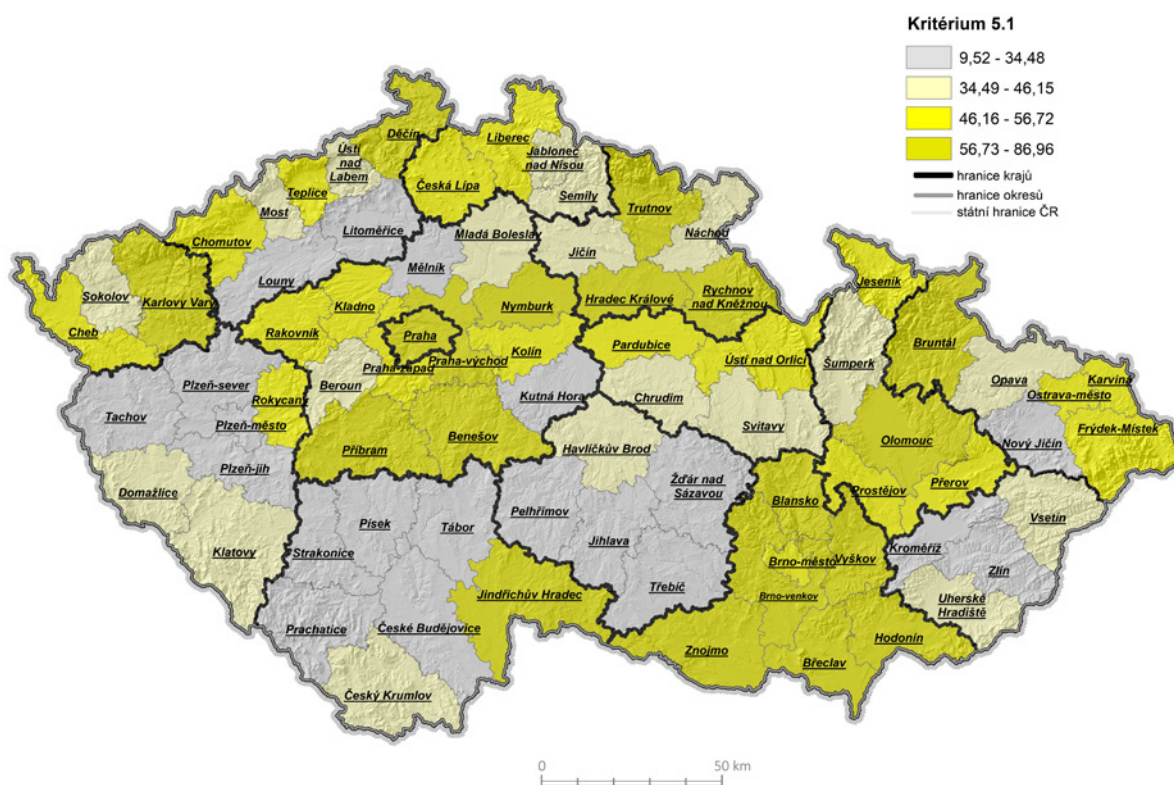 Kritérium 5.1
9,52 - 34,48
34,49 - 46,15
46,16 - 56,72
56,73 - 86,96
hranice krajů
hranice okresů
státní hranice ČR
Děčín
Liberec
Ústí
nad
Labem
Jablonec
nad Nisou
Teplice
Česká Lípa
Semily
Most
Trutnov
Chomutov
Litoměřice
Mladá Boleslav
Náchod
Jičín
Louny
Mělník
Jeseník
Sokolov
Karlovy Vary
Kladno
Nymburk
Hradec Králové
Rychnov
nad Kněžnou
Cheb
Rakovník
Praha
Bruntál
Kolín
Pardubice
Plzeň-sever
Beroun
Praha-západ
Praha-východ
Ústí nad Orlicí
Šumperk
Opava
Karviná
Ostrava-město
Rokycany
Kutná Hora
Chrudim
Tachov
Plzeň-město
Svitavy
Nový Jičín
Frýdek-Místek
Příbram
Benešov
Havlíčkův Brod
Olomouc
Plzeň-jih
Žďár nad
Sázavou
Přerov
Domažlice
Prostějov
Blansko
Pelhřimov
Vsetín
Písek
Tábor
Klatovy
Strakonice
Jihlava
Kroměříž
Brno-město
Vyškov
Zlín
Třebíč
Jindřichův Hradec
Brno-venkov
Uherské
Hradiště
Prachatice
České Budějovice
Hodonín
Znojmo
Břeclav
Český Krumlov
0
50 km